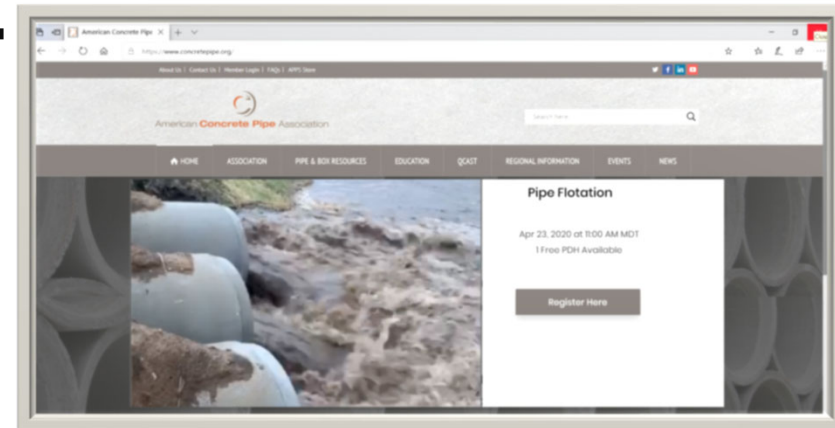 American Concrete Pipe
https://www.concretepipe.org/
About Us | Contact Us | Member Login | FAQs | APPS Store
American Concrete Pipe Association
Search here
HOME ASSOCIATION PIPE & BOX RESOURCES EDUCATION QCAST REGIONAL INFORMATION EVENTS NEWS
Pipe Flotation
Apr 23, 2020 at 11:00 AM MDT
1 Free PDH Available
Register Here